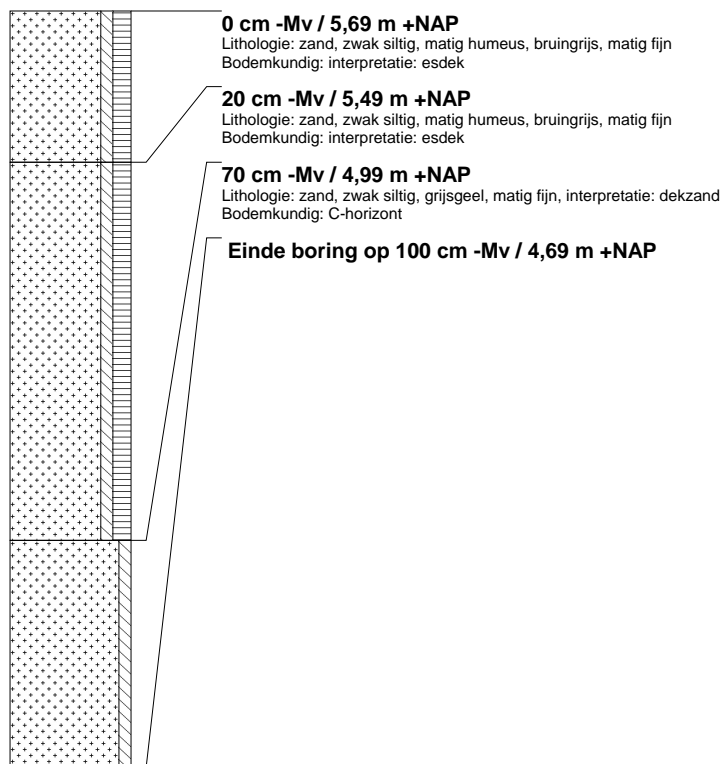 0 cm -Mv / 5,69 m +NAP
Lithologie: zand, zwak siltig, matig humeus, bruingrijs, matig fijn
Bodemkundig: interpretatie: esdek
20 cm -Mv / 5,49 m +NAP
Lithologie: zand, zwak siltig, matig humeus, bruingrijs, matig fijn
Bodemkundig: interpretatie: esdek
70 cm -Mv / 4,99 m +NAP
Lithologie: zand, zwak siltig, grijsgeel, matig fijn, interpretatie: dekzand
Bodemkundig: C-horizont
Einde boring op 100 cm -Mv / 4,69 m +NAP